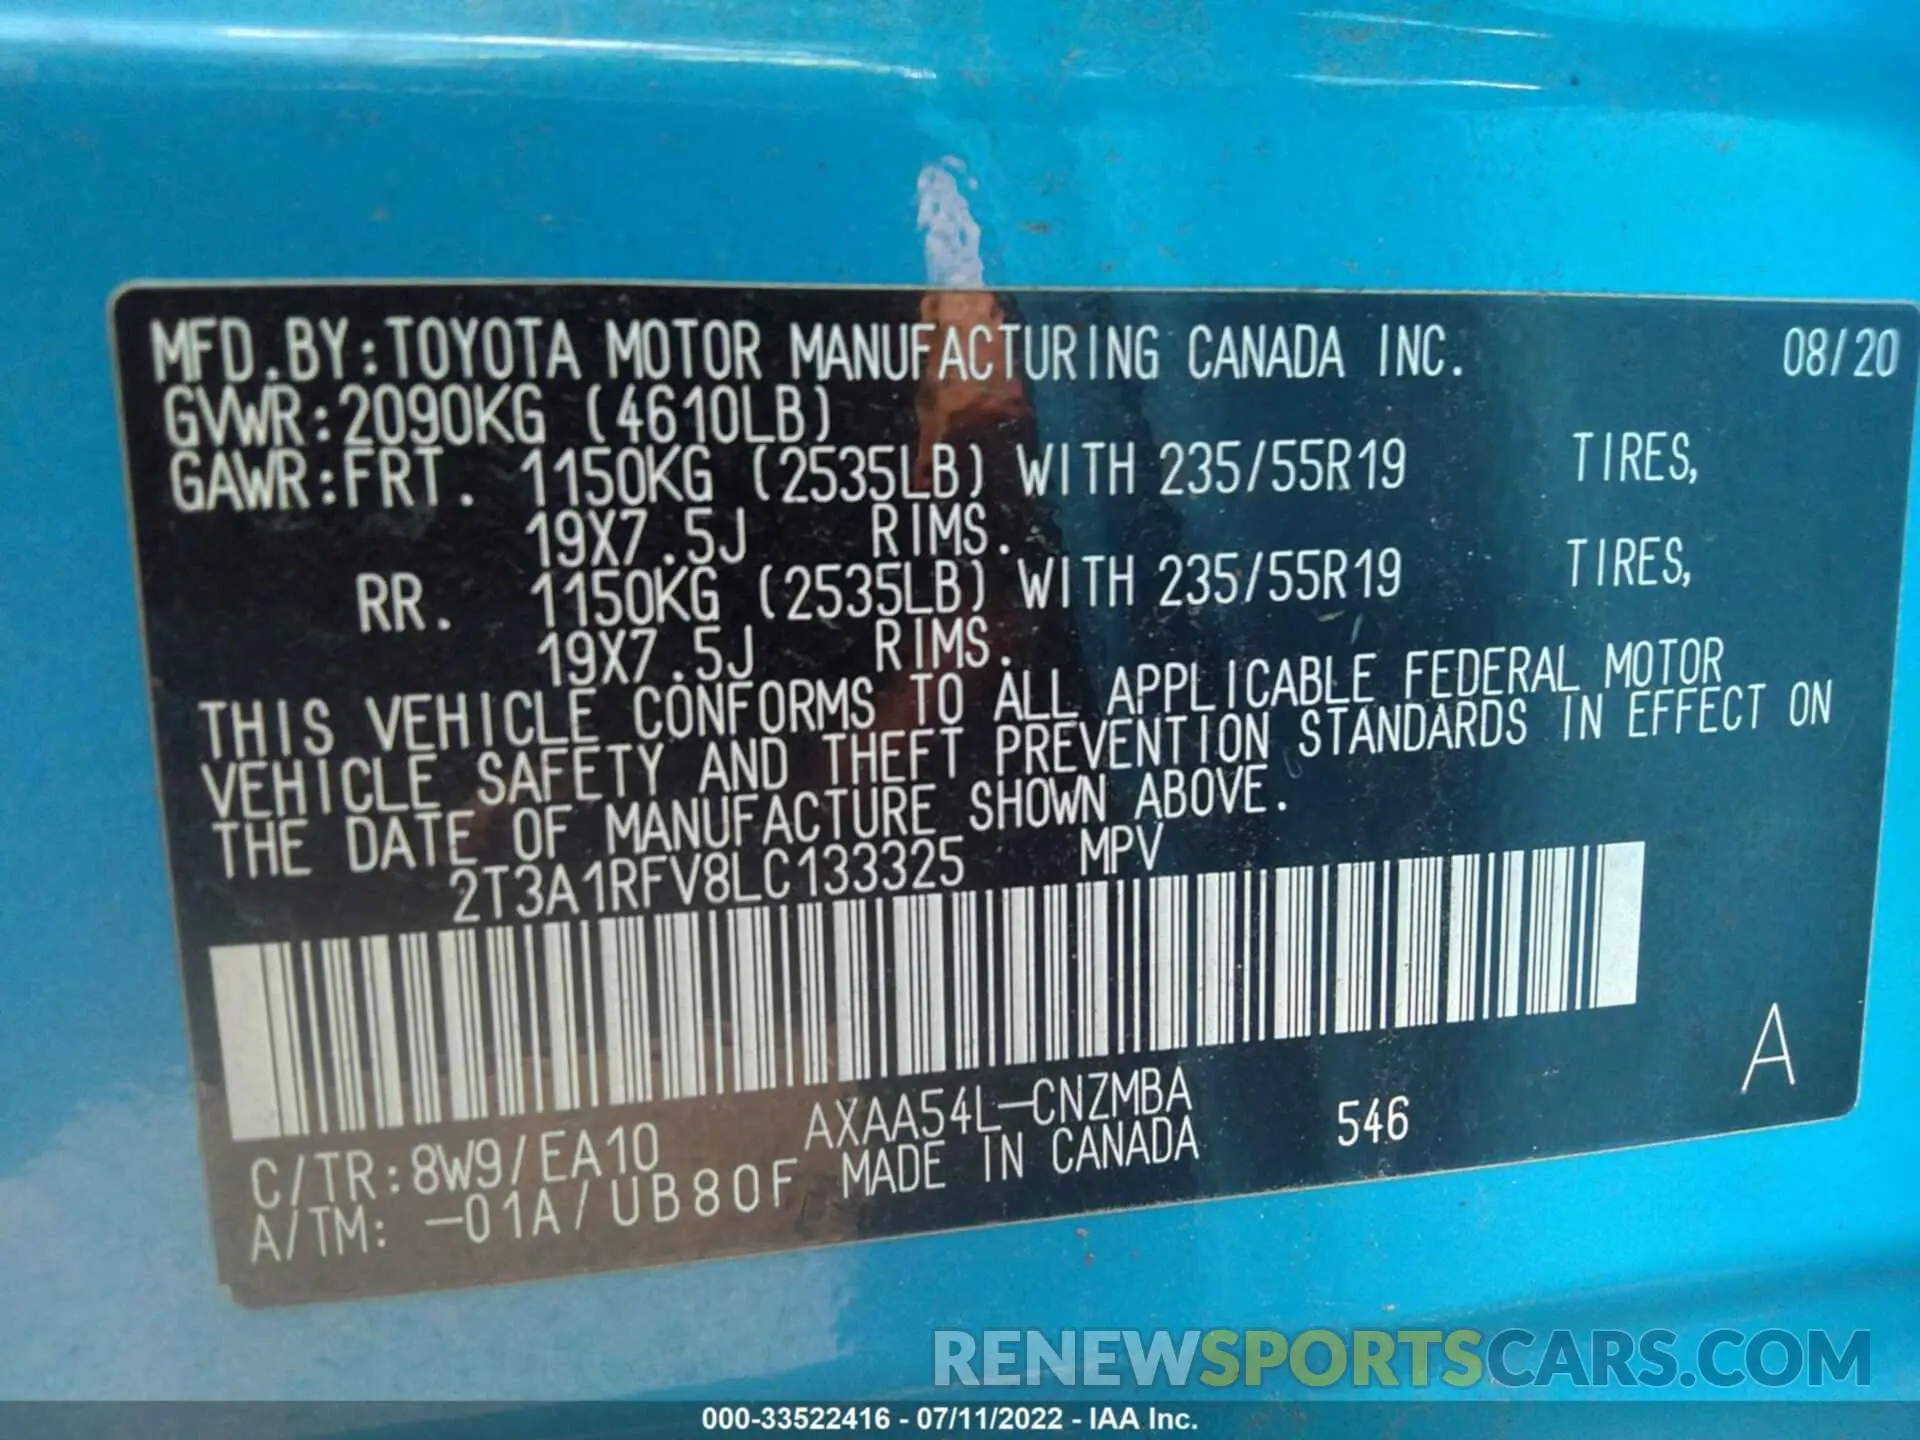 MFD.BY:TOYOTA MOTOR MANUFACTURING CANADA INC. 08/20
GVWR:2090KG (4610LB)
GAWR:FRT. 1150KG (2535LB) WITH 235/55R19 TIRES,
19X7.5J RIMS.
RR. 1150KG (2535LB) WITH 235/55R19 TIRES,
19X7.5J RIMS.
THIS VEHICLE CONFORMS TO ALL APPLICABLE FEDERAL MOTOR
VEHICLE SAFETY AND THEFT PREVENTION STANDARDS IN EFFECT ON
THE DATE OF MANUFACTURE SHOWN ABOVE.
2T3A1RFV8LC133325 MPV
A
C/TR:8W9/EA10 AXAA54L-CNZMBA 546
A/TM: -01A/UB80F MADE IN CANADA
RENEWSPORTSCARS.COM
000-33522416 - 07/11/2022 - IAA Inc.